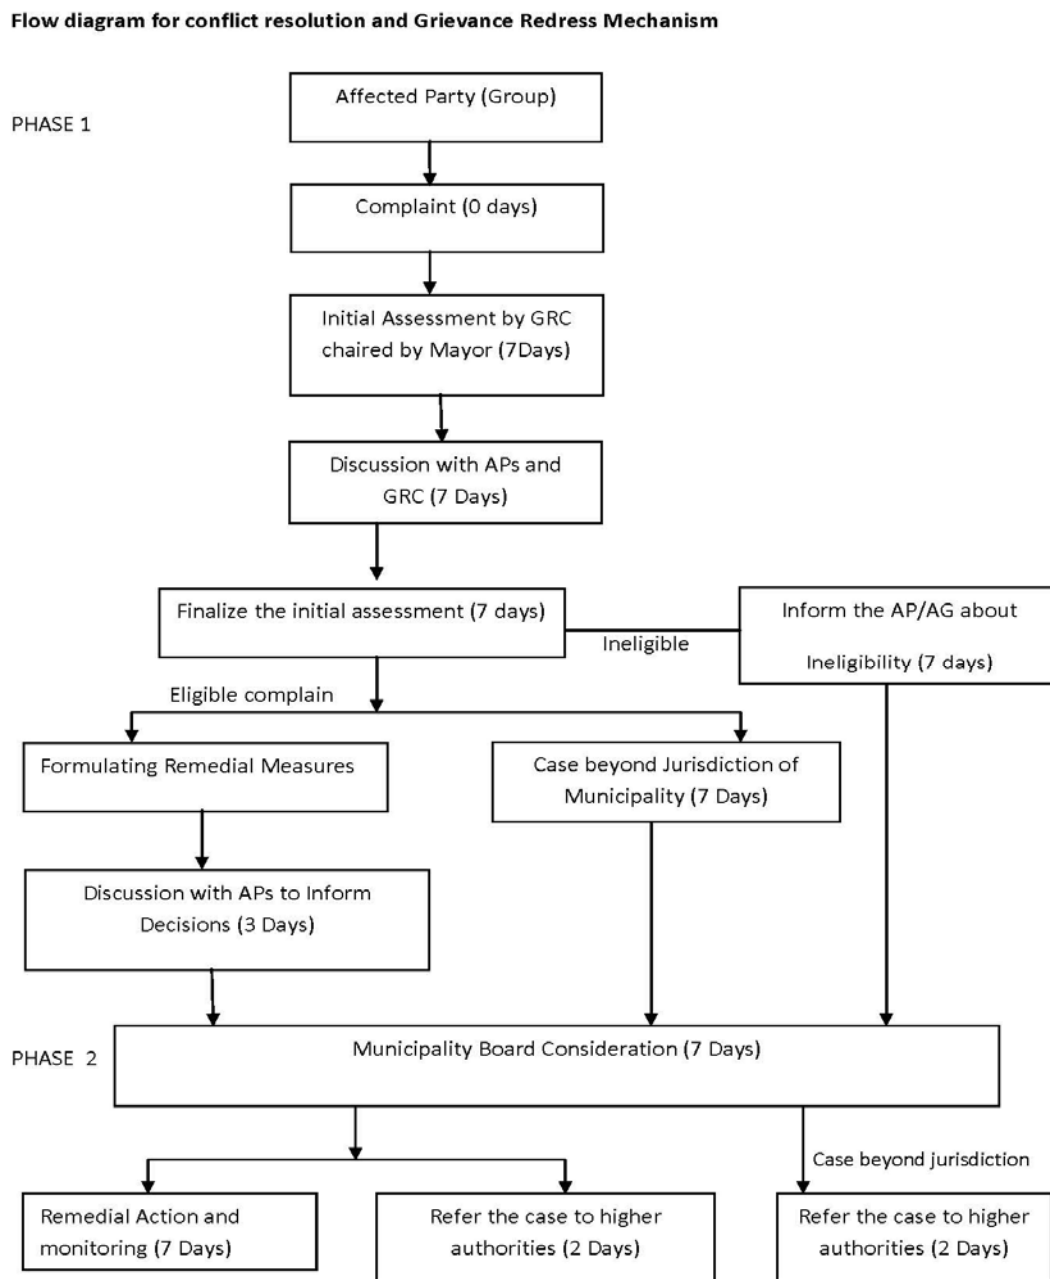 Flow diagram for conflict resolution and Grievance Redress Mechanism
Affected Party (Group)
PHASE 1
Complaint (0 days)
Initial Assessment by GRC
chaired by Mayor (7Days)
Discussion with APs and
GRC (7 Days)
Finalize the initial assessment (7 days)
Ineligible
Inform the AP/AG about
Ineligibility (7 days)
Eligible complain
Formulating Remedial Measures
Case beyond Jurisdiction of
Municipality (7 Days)
Discussion with APs to Inform
Decisions (3 Days)
PHASE 2
Municipality Board Consideration (7 Days)
Case beyond jurisdiction
Remedial Action and
monitoring (7 Days)
Refer the case to higher
authorities (2 Days)
Refer the case to higher
authorities (2 Days)